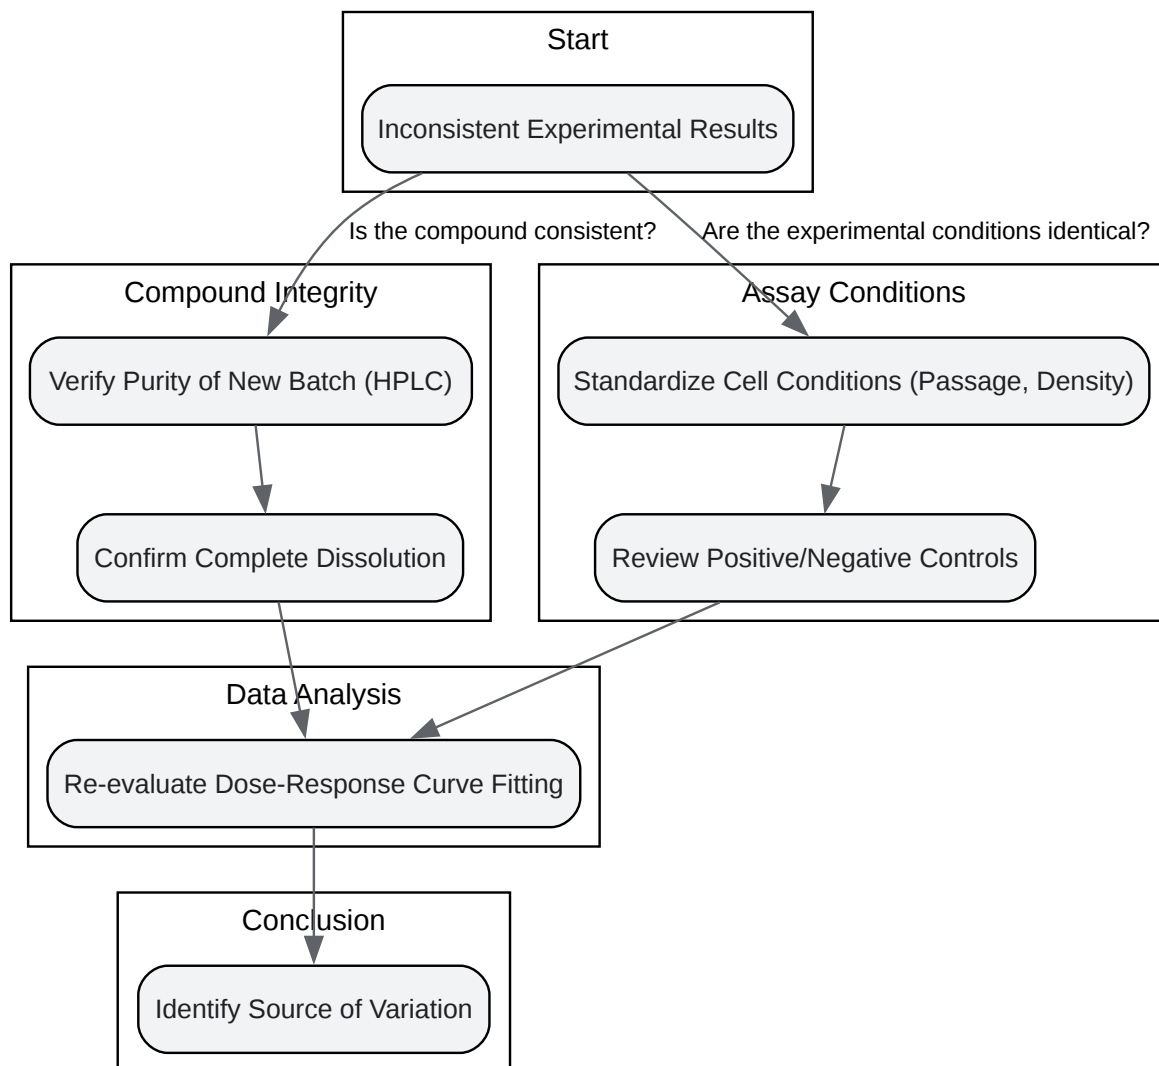 Start
Inconsistent Experimental Results
Is the compound consistent?
Are the experimental conditions identical?
Compound Integrity
Assay Conditions
Verify Purity of New Batch (HPLC)
Standardize Cell Conditions (Passage, Density)
Confirm Complete Dissolution
Review Positive/Negative Controls
Data Analysis
Re-evaluate Dose-Response Curve Fitting
Conclusion
Identify Source of Variation